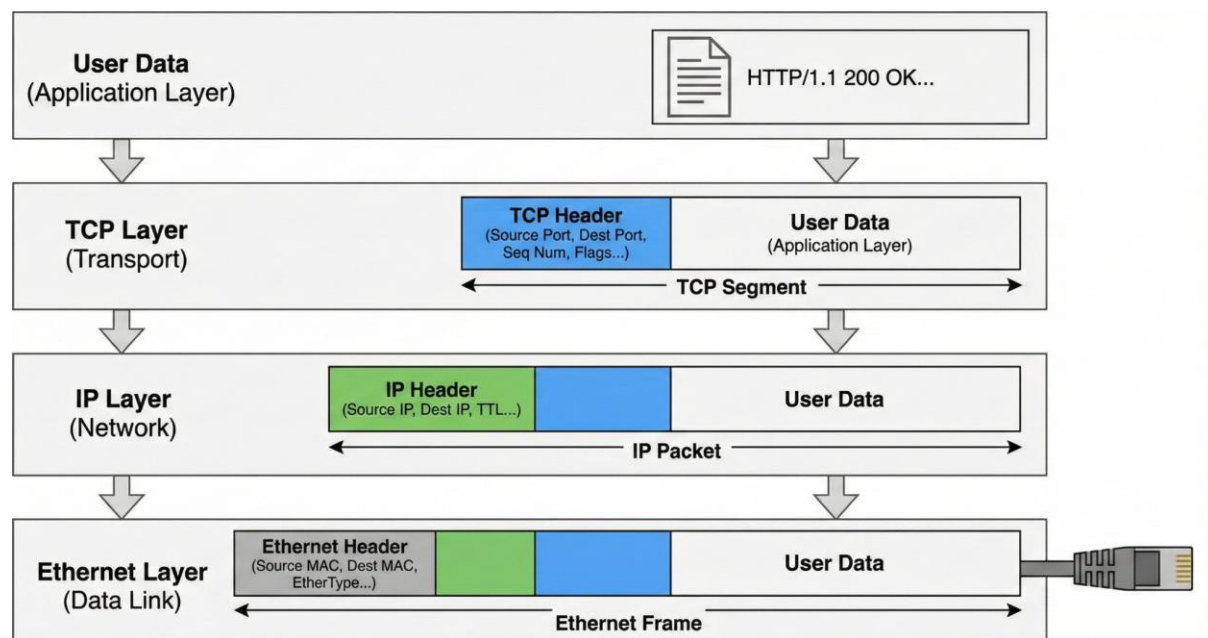 User Data
(Application Layer)
HTTP/1.1 200 OK...
TCP Layer
(Transport)
TCP Header
(Source Port, Dest Port,
Seq Num, Flags...)
User Data
(Application Layer)
TCP Segment
IP Layer
(Network)
IP Header
(Source IP, Dest IP, TTL...)
User Data
IP Packet
Ethernet Layer
(Data Link)
Ethernet Header
(Source MAC, Dest MAC,
EtherType...)
User Data
Ethernet Frame